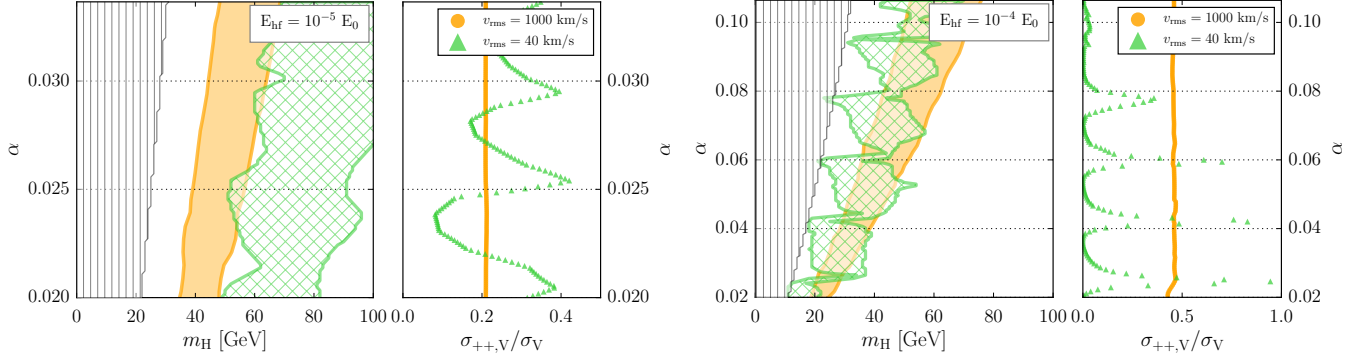 E_hf = 10^-5 E_0
v_rms = 1000 km/s
v_rms = 40 km/s
α
0.030
0.025
0.020
0 20 40 60 80 100
m_H [GeV]
0.0 0.2 0.4
σ_++,V/σ_V
0.030
0.025
0.020
α
E_hf = 10^-4 E_0
v_rms = 1000 km/s
v_rms = 40 km/s
α
0.10
0.08
0.06
0.04
0.02
0 20 40 60 80 100
m_H [GeV]
0.0 0.5 1.0
σ_++,V/σ_V
0.10
0.08
0.06
0.04
0.02
α